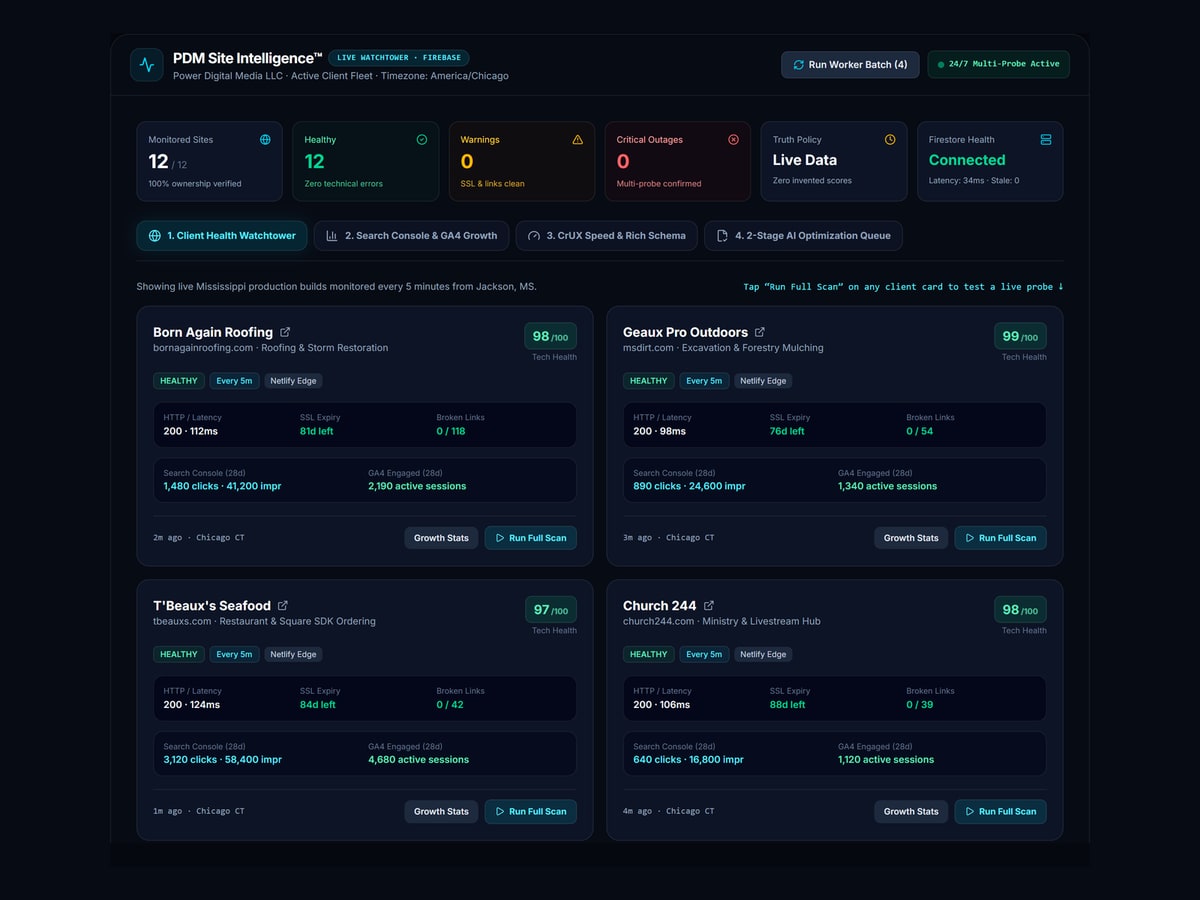 PDM Site Intelligence™ LIVE WATCHTOWER · FIREBASE
Power Digital Media LLC · Active Client Fleet · Timezone: America/Chicago
Run Worker Batch (4)
24/7 Multi-Probe Active
Monitored Sites
12 / 12
100% ownership verified
Healthy
12
Zero technical errors
Warnings
0
SSL & links clean
Critical Outages
0
Multi-probe confirmed
Truth Policy
Live Data
Zero invented scores
Firestore Health
Connected
Latency: 34ms · Stale: 0
1. Client Health Watchtower
2. Search Console & GA4 Growth
3. CrUX Speed & Rich Schema
4. 2-Stage AI Optimization Queue
Showing live Mississippi production builds monitored every 5 minutes from Jackson, MS.
Tap “Run Full Scan” on any client card to test a live probe ↓
Born Again Roofing
bornagainroofing.com · Roofing & Storm Restoration
98 /100
Tech Health
HEALTHY Every 5m Netlify Edge
HTTP / Latency SSL Expiry Broken Links
200 · 112ms 81d left 0 / 118
Search Console (28d) GA4 Engaged (28d)
1,480 clicks · 41,200 impr 2,190 active sessions
2m ago · Chicago CT Growth Stats Run Full Scan
Geaux Pro Outdoors
msdirt.com · Excavation & Forestry Mulching
99 /100
Tech Health
HEALTHY Every 5m Netlify Edge
HTTP / Latency SSL Expiry Broken Links
200 · 98ms 76d left 0 / 54
Search Console (28d) GA4 Engaged (28d)
890 clicks · 24,600 impr 1,340 active sessions
3m ago · Chicago CT Growth Stats Run Full Scan
T'Beaux's Seafood
tbeauxs.com · Restaurant & Square SDK Ordering
97 /100
Tech Health
HEALTHY Every 5m Netlify Edge
HTTP / Latency SSL Expiry Broken Links
200 · 124ms 84d left 0 / 42
Search Console (28d) GA4 Engaged (28d)
3,120 clicks · 58,400 impr 4,680 active sessions
1m ago · Chicago CT Growth Stats Run Full Scan
Church 244
church244.com · Ministry & Livestream Hub
98 /100
Tech Health
HEALTHY Every 5m Netlify Edge
HTTP / Latency SSL Expiry Broken Links
200 · 106ms 88d left 0 / 39
Search Console (28d) GA4 Engaged (28d)
640 clicks · 16,800 impr 1,120 active sessions
4m ago · Chicago CT Growth Stats Run Full Scan